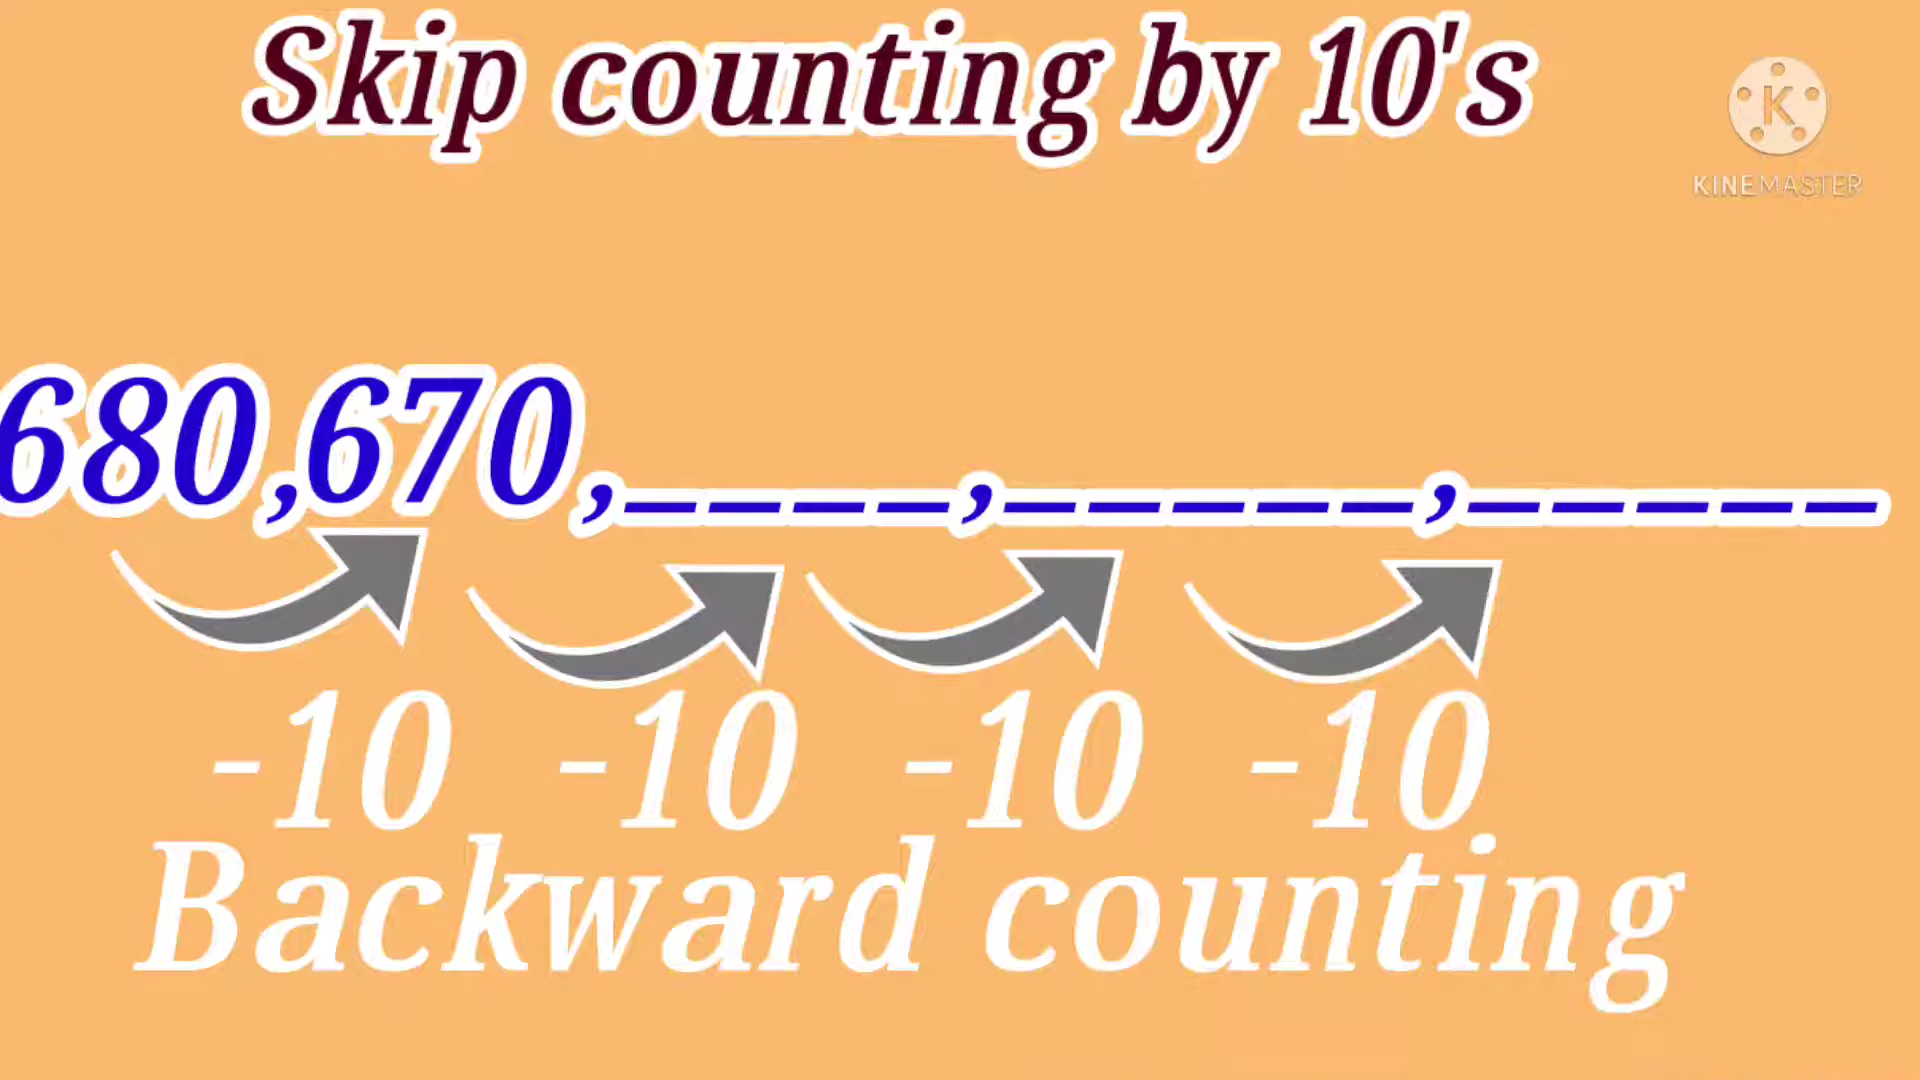 Skip counting by 10's
K
KINEMASTER
680,670,____,_____,_____
-10 -10 -10 -10
Backward counting